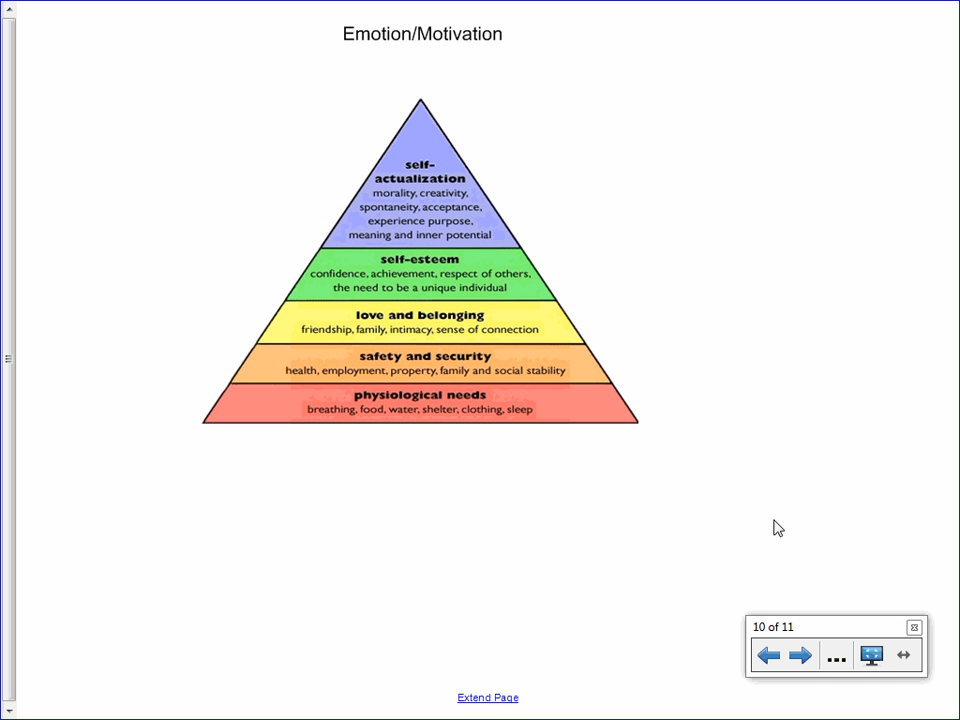 Emotion/Motivation
self-
actualization
morality, creativity,
spontaneity, acceptance,
experience purpose,
meaning and inner potential
self-esteem
confidence, achievement, respect of others,
the need to be a unique individual
love and belonging
friendship, family, intimacy, sense of connection
safety and security
health, employment, property, family and social stability
physiological needs
breathing, food, water, shelter, clothing, sleep
10 of 11
...
Extend Page